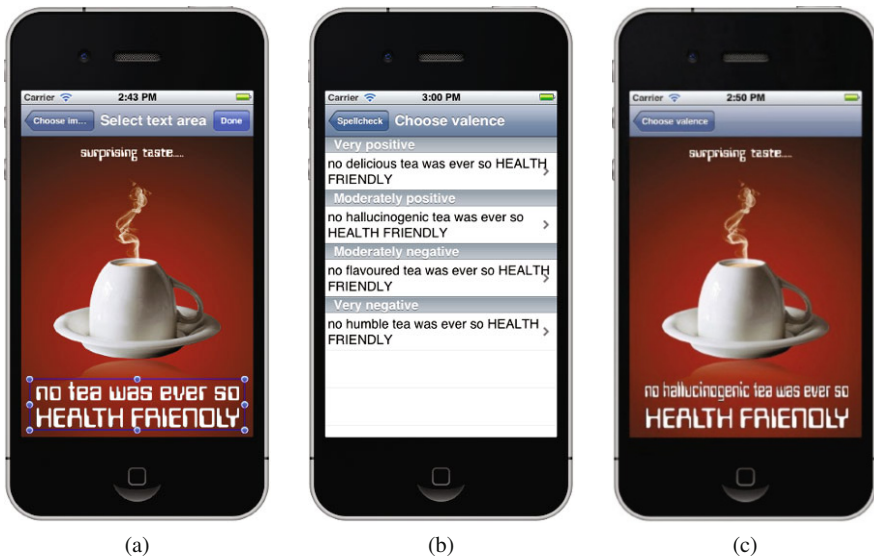 Carrier 2:43 PM
Choose im... Select text area Done
surprising taste....
no tea was ever so
HEALTH FRIENDLY
(a)
Carrier 3:00 PM
Spellcheck Choose valence
Very positive
no delicious tea was ever so HEALTH
FRIENDLY
Moderately positive
no hallucinogenic tea was ever so
HEALTH FRIENDLY
Moderately negative
no flavoured tea was ever so HEALTH
FRIENDLY
Very negative
no humble tea was ever so HEALTH
FRIENDLY
(b)
Carrier 2:50 PM
Choose valence
surprising taste....
no hallucinogenic tea was ever so
HEALTH FRIENDLY
(c)